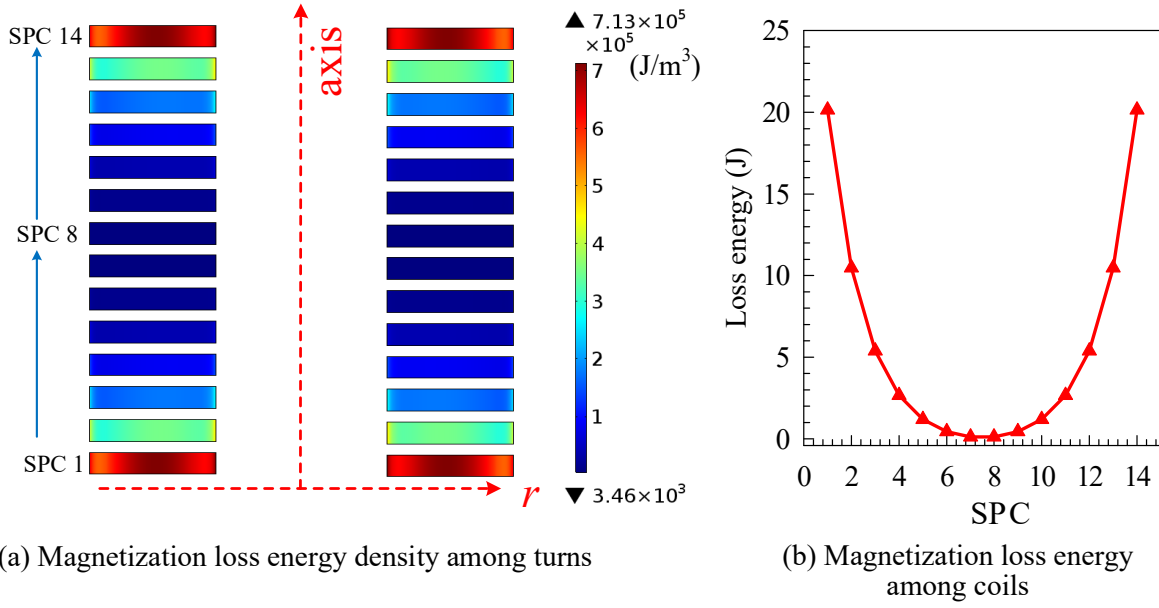 SPC 14
SPC 8
SPC 1
axis
r
▲ 7.13×10⁵
×10⁵
(J/m³)
7
6
5
4
3
2
1
▼ 3.46×10³
(a) Magnetization loss energy density among turns
Loss energy (J)
25
20
15
10
5
0
0 2 4 6 8 10 12 14
SPC
(b) Magnetization loss energy
among coils